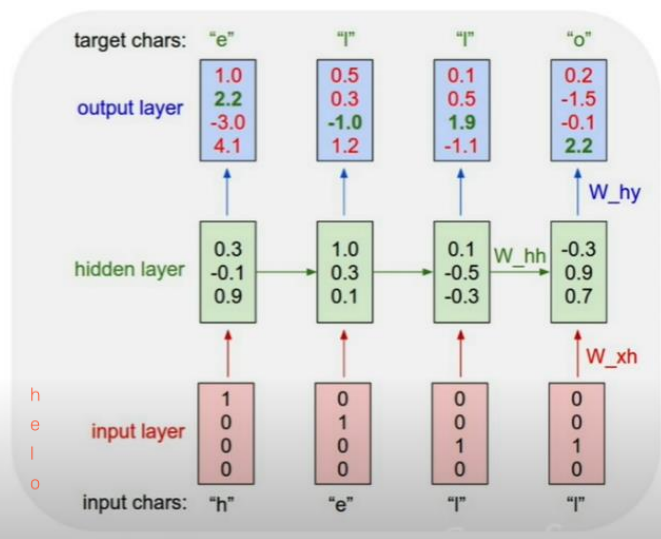 target chars: "e" "l" "l" "o"
1.0 0.5 0.1 0.2
2.2 0.3 0.5 -1.5
output layer
-3.0 -1.0 1.9 -0.1
4.1 1.2 -1.1 2.2
W_hy
0.3 1.0 0.1 W_hh -0.3
hidden layer -0.1 0.3 -0.5 0.9
0.9 0.1 -0.3 0.7
W_xh
h 1 0 0 0
e 0 1 0 0
input layer
l 0 0 1 1
o 0 0 0 0
input chars: "h" "e" "l" "l"